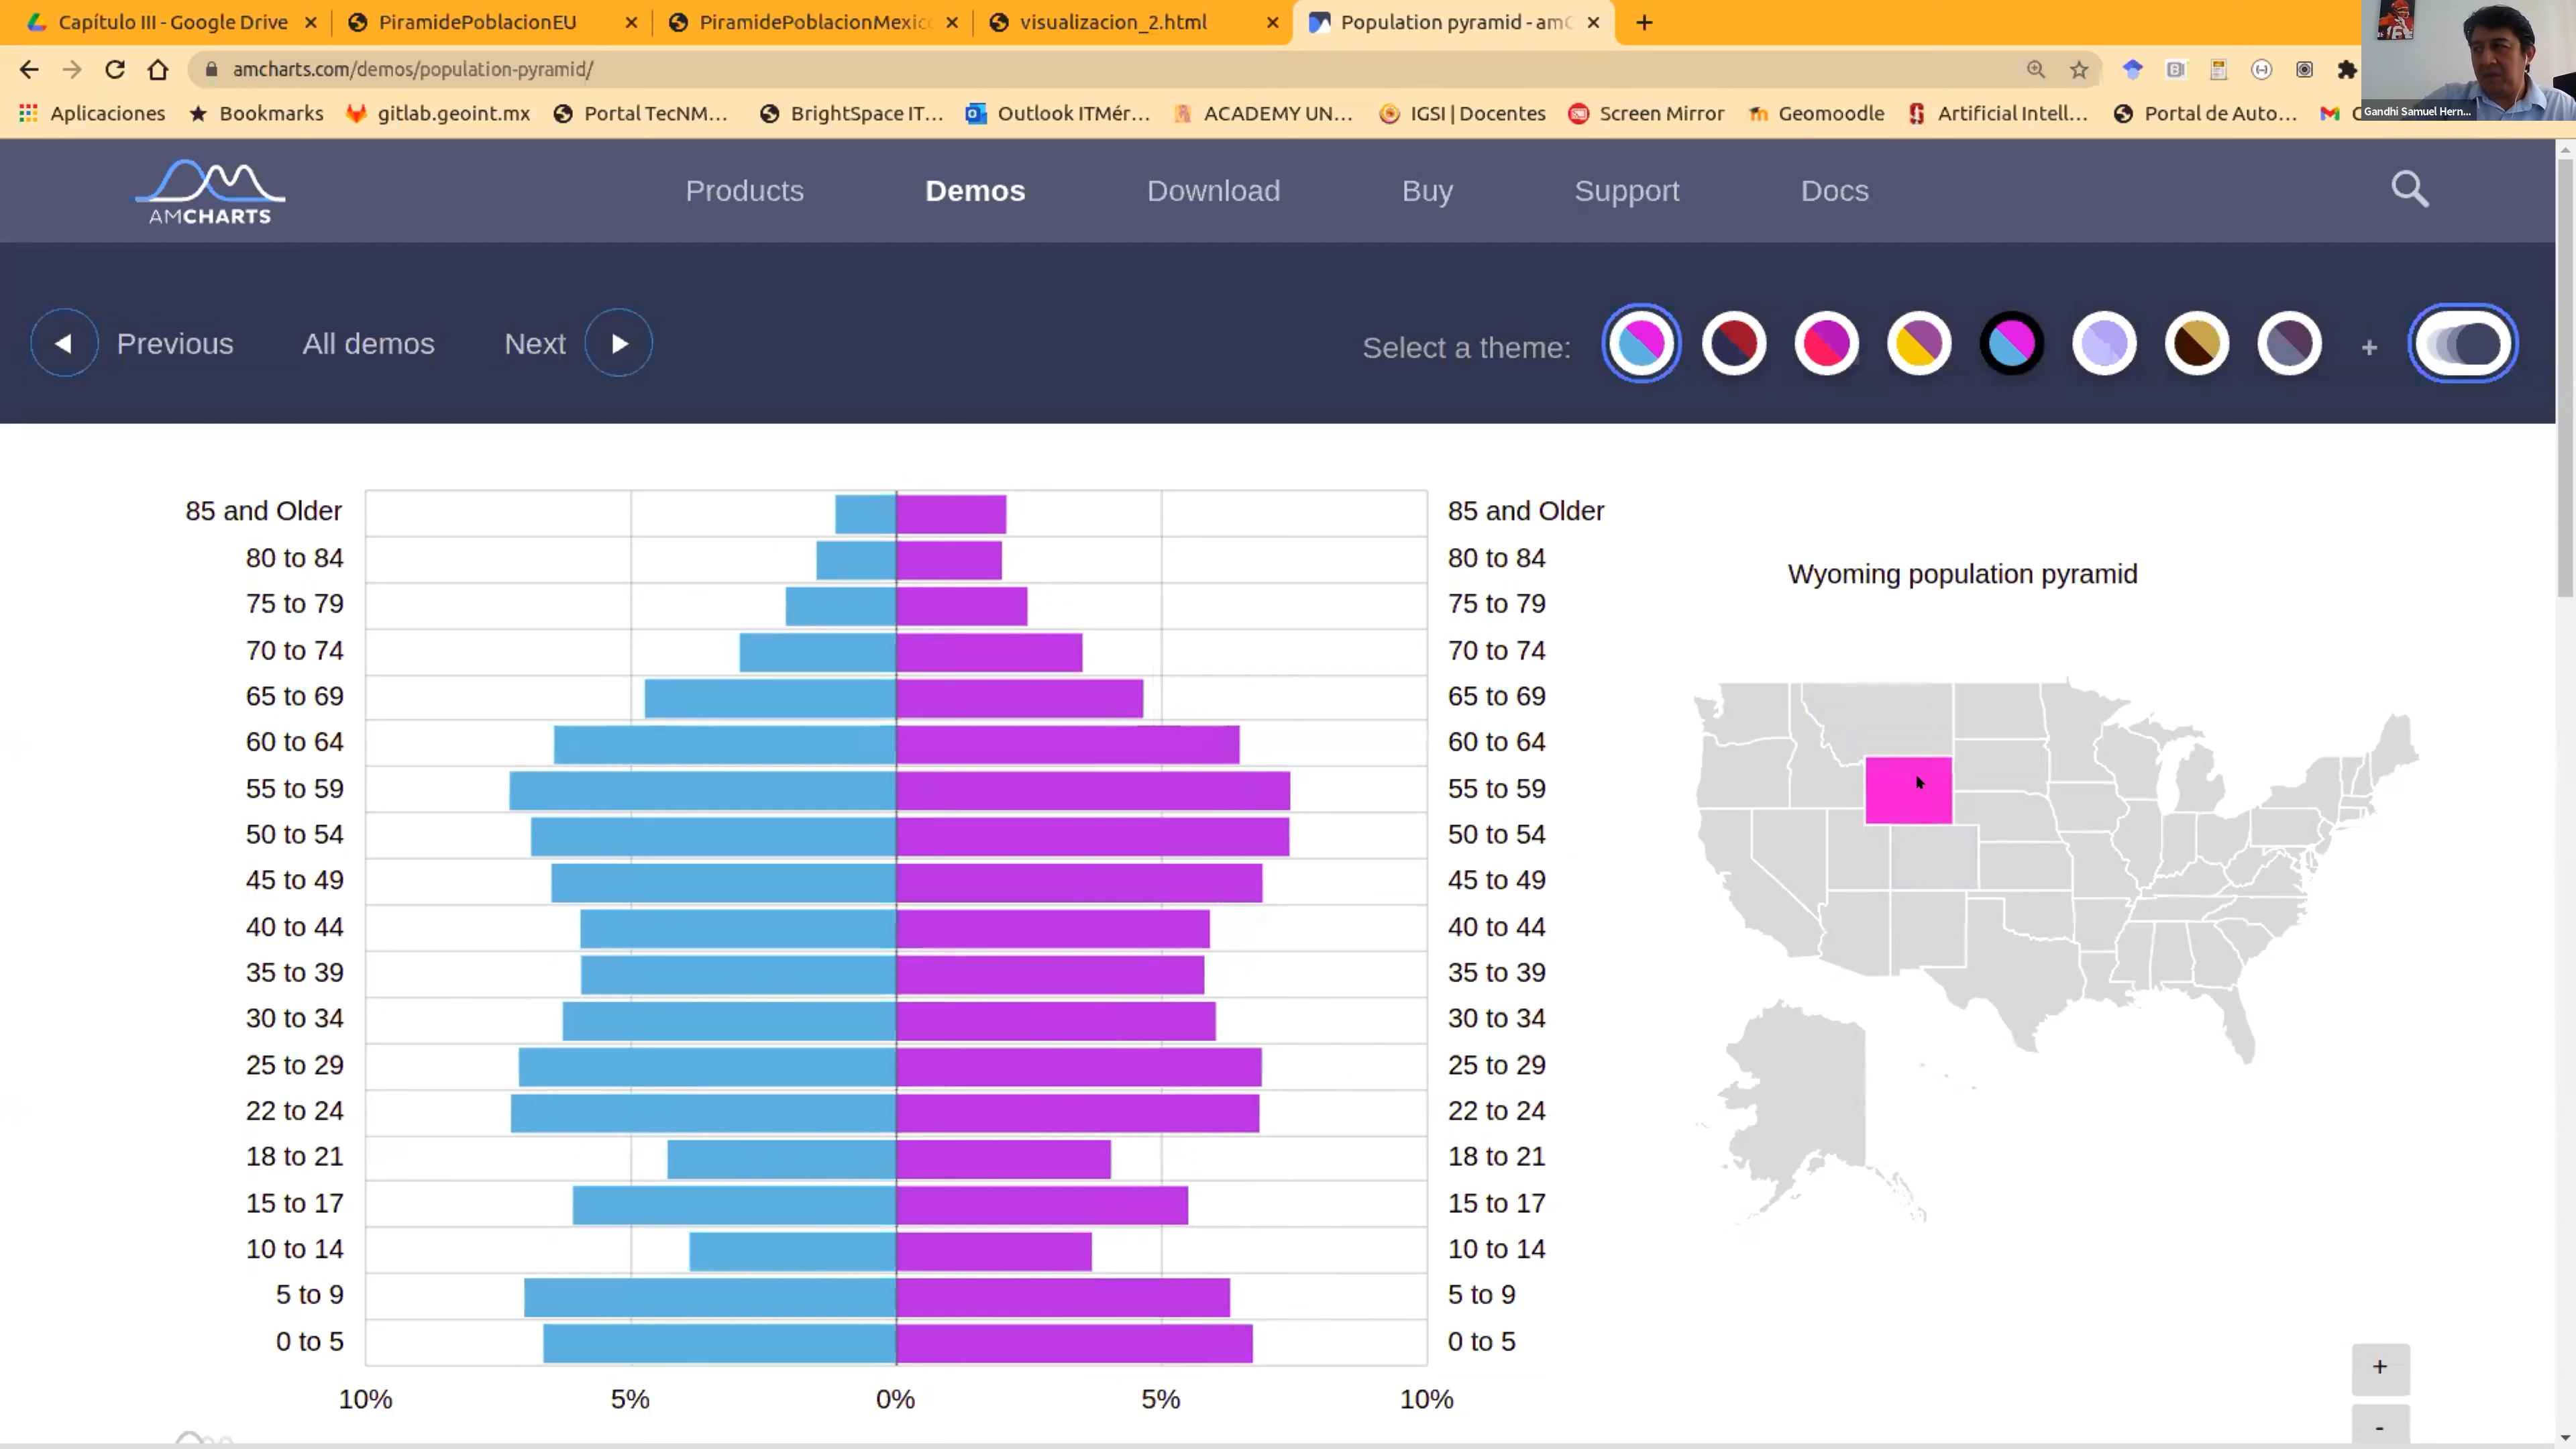 Capítulo III - Google Drive
PiramidePoblacionEU
PiramidePoblacionMexic
visualizacion_2.html
Population pyramid - am
amcharts.com/demos/population-pyramid/
Aplicaciones
Bookmarks
gitlab.geoint.mx
Portal TecNM...
BrightSpace IT...
Outlook ITMér...
ACADEMY UN...
IGSI | Docentes
Screen Mirror
Geomoodle
Artificial Intell...
Portal de Auto...
Gandhi Samuel Hern...
AMCHARTS
Products
Demos
Download
Buy
Support
Docs
Previous
All demos
Next
Select a theme:
+
85 and Older
80 to 84
75 to 79
70 to 74
65 to 69
60 to 64
55 to 59
50 to 54
45 to 49
40 to 44
35 to 39
30 to 34
25 to 29
22 to 24
18 to 21
15 to 17
10 to 14
5 to 9
0 to 5
10%
5%
0%
5%
10%
85 and Older
80 to 84
75 to 79
70 to 74
65 to 69
60 to 64
55 to 59
50 to 54
45 to 49
40 to 44
35 to 39
30 to 34
25 to 29
22 to 24
18 to 21
15 to 17
10 to 14
5 to 9
0 to 5
Wyoming population pyramid
+
-